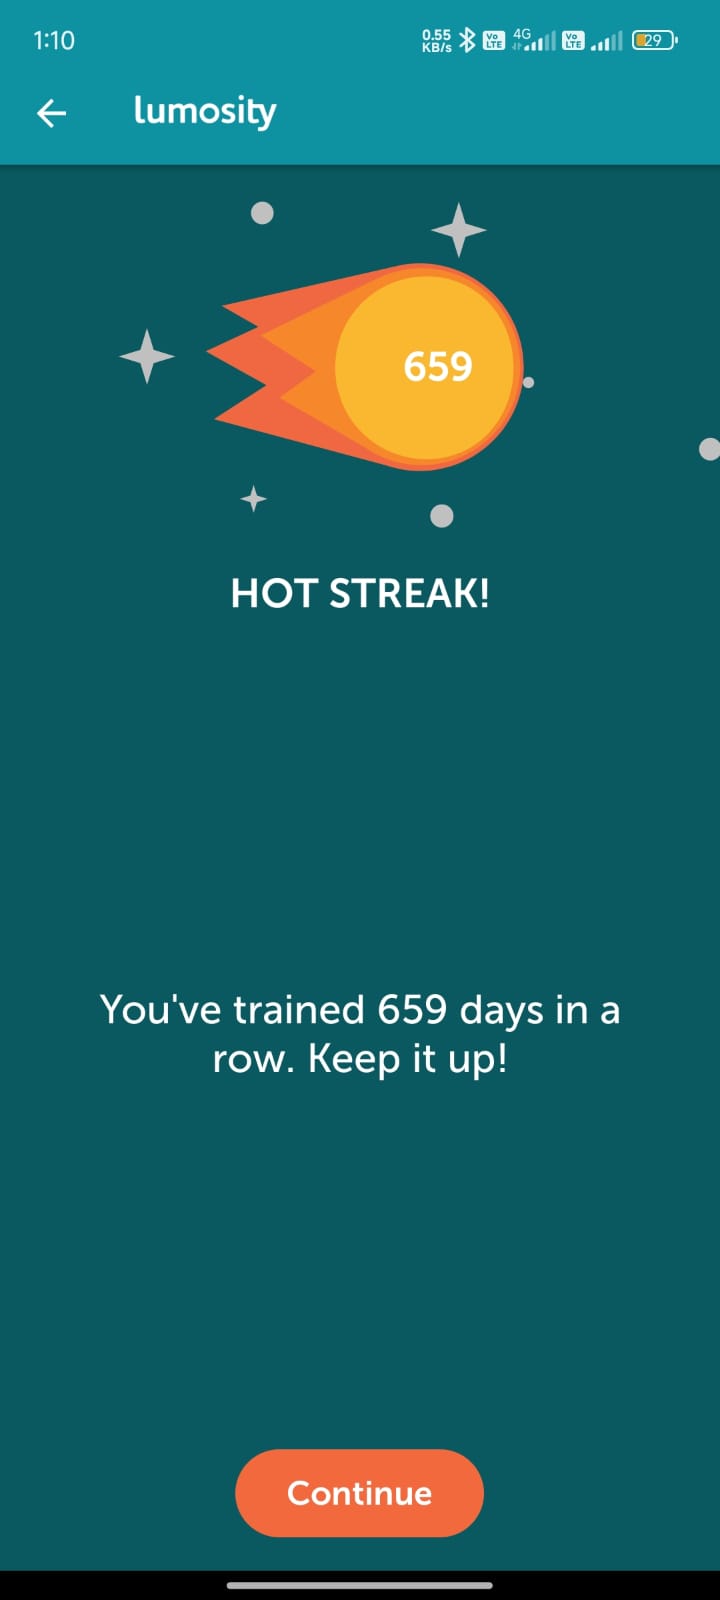 1:10
0.55
KB/s
Vo
LTE
4G
Vo
LTE
29
lumosity
659
HOT STREAK!
You've trained 659 days in a
row. Keep it up!
Continue